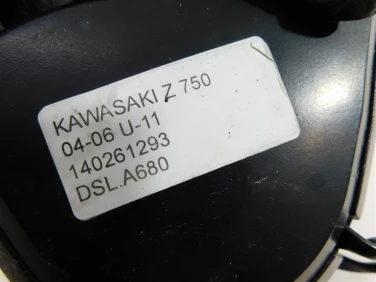 KAWASAKI Z 750
04-06 U-11
140261293
DSL.A680